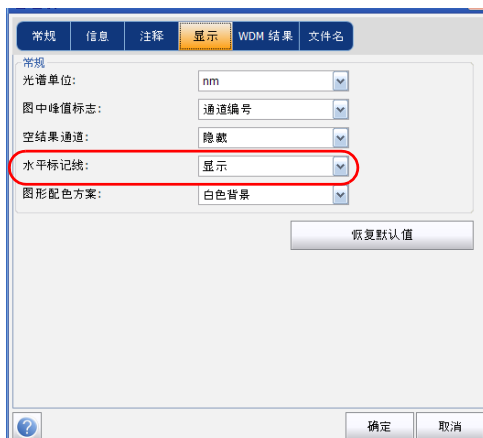 常规 信息 注释 显示 WDM 结果 文件名
常规
光谱单位: nm
图中峰值标志: 通道编号
空结果通道: 隐藏
水平标记线: 显示
图形配色方案: 白色背景
恢复默认值
? 确定 取消